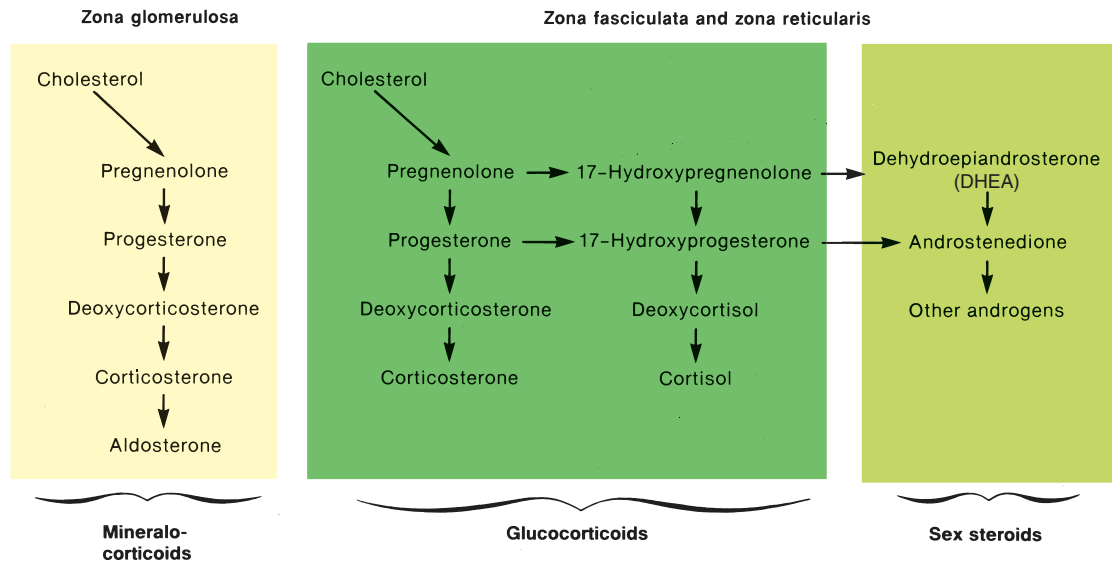 Zona glomerulosa
Zona fasciculata and zona reticularis
Cholesterol
Pregnenolone
Progesterone
Deoxycorticosterone
Corticosterone
Aldosterone
Mineralo-
corticoids
Cholesterol
Pregnenolone
17-Hydroxypregnenolone
Progesterone
17-Hydroxyprogesterone
Deoxycorticosterone
Deoxycortisol
Corticosterone
Cortisol
Glucocorticoids
Dehydroepiandrosterone
(DHEA)
Androstenedione
Other androgens
Sex steroids